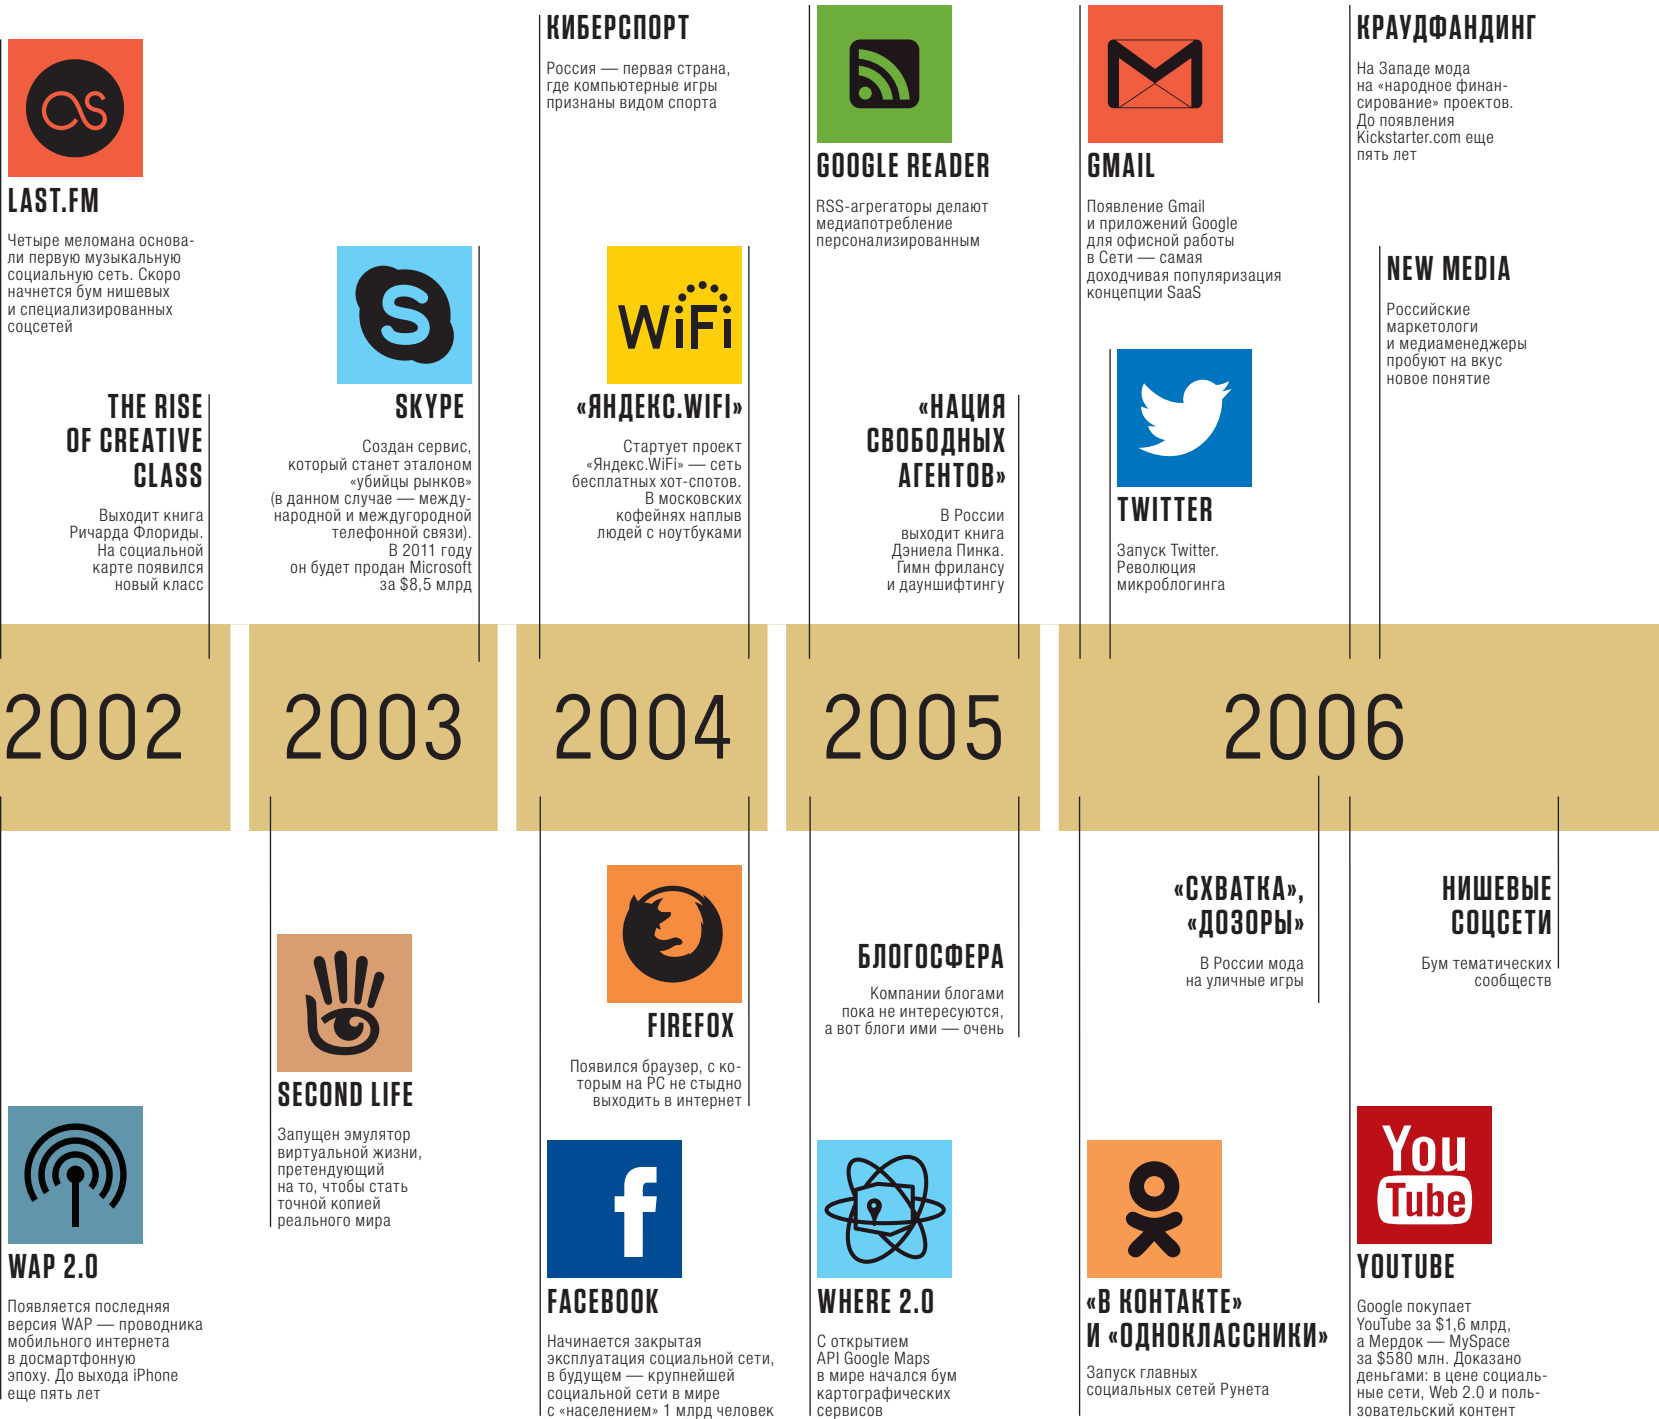 LAST.FM
Четыре меломана основа-
ли первую музыкальную
социальную сеть. Скоро
начнется бум нишевых
и специализированных
соцсетей
THE RISE
OF CREATIVE
CLASS
Выходит книга
Ричарда Флориды.
На социальной
карте появился
новый класс
SKYPE
Создан сервис,
который станет эталоном
«убийцы рынков»
(в данном случае — между-
народной и междугородной
телефонной связи).
В 2011 году
он будет продан Microsoft
за $8,5 млрд
КИБЕРСПОРТ
Россия — первая страна,
где компьютерные игры
признаны видом спорта
WiFi
«ЯНДЕКС.WIFI»
Стартует проект
«Яндекс.WiFi» — сеть
бесплатных хот-спотов.
В московских
кофейнях наплыв
людей с ноутбуками
GOOGLE READER
RSS-агрегаторы делают
медиапотребление
персонализированным
«НАЦИЯ
СВОБОДНЫХ
АГЕНТОВ»
В России
выходит книга
Дэниела Пинка.
Гимн фрилансу
и дауншифтингу
GMAIL
Появление Gmail
и приложений Google
для офисной работы
в Сети — самая
доходчивая популяризация
концепции SaaS
TWITTER
Запуск Twitter.
Революция
микроблогинга
КРАУДФАНДИНГ
На Западе мода
на «народное финан-
сирование» проектов.
До появления
Kickstarter.com еще
пять лет
NEW MEDIA
Российские
маркетологи
и медиаменеджеры
пробуют на вкус
новое понятие
2002
2003
2004
2005
2006
WAP 2.0
Появляется последняя
версия WAP — проводника
мобильного интернета
в досмартфонную
эпоху. До выхода iPhone
еще пять лет
SECOND LIFE
Запущен эмулятор
виртуальной жизни,
претендующий
на то, чтобы стать
точной копией
реального мира
FIREFOX
Появился браузер, с ко-
торым на PC не стыдно
выходить в интернет
f
FACEBOOK
Начинается закрытая
эксплуатация социальной сети,
в будущем — крупнейшей
социальной сети в мире
с «населением» 1 млрд человек
БЛОГОСФЕРА
Компании блогами
пока не интересуются,
а вот блоги ими — очень
WHERE 2.0
С открытием
API Google Maps
в мире начался бум
картографических
сервисов
«СХВАТКА»,
«ДОЗОРЫ»
В России мода
на уличные игры
«В КОНТАКТЕ»
И «ОДНОКЛАССНИКИ»
Запуск главных
социальных сетей Рунета
НИШЕВЫЕ
СОЦСЕТИ
Бум тематических
сообществ
You
Tube
YOUTUBE
Google покупает
YouTube за $1,6 млрд,
а Мердок — MySpace
за $580 млн. Доказано
деньгами: в цене социаль-
ные сети, Web 2.0 и поль-
зовательский контент